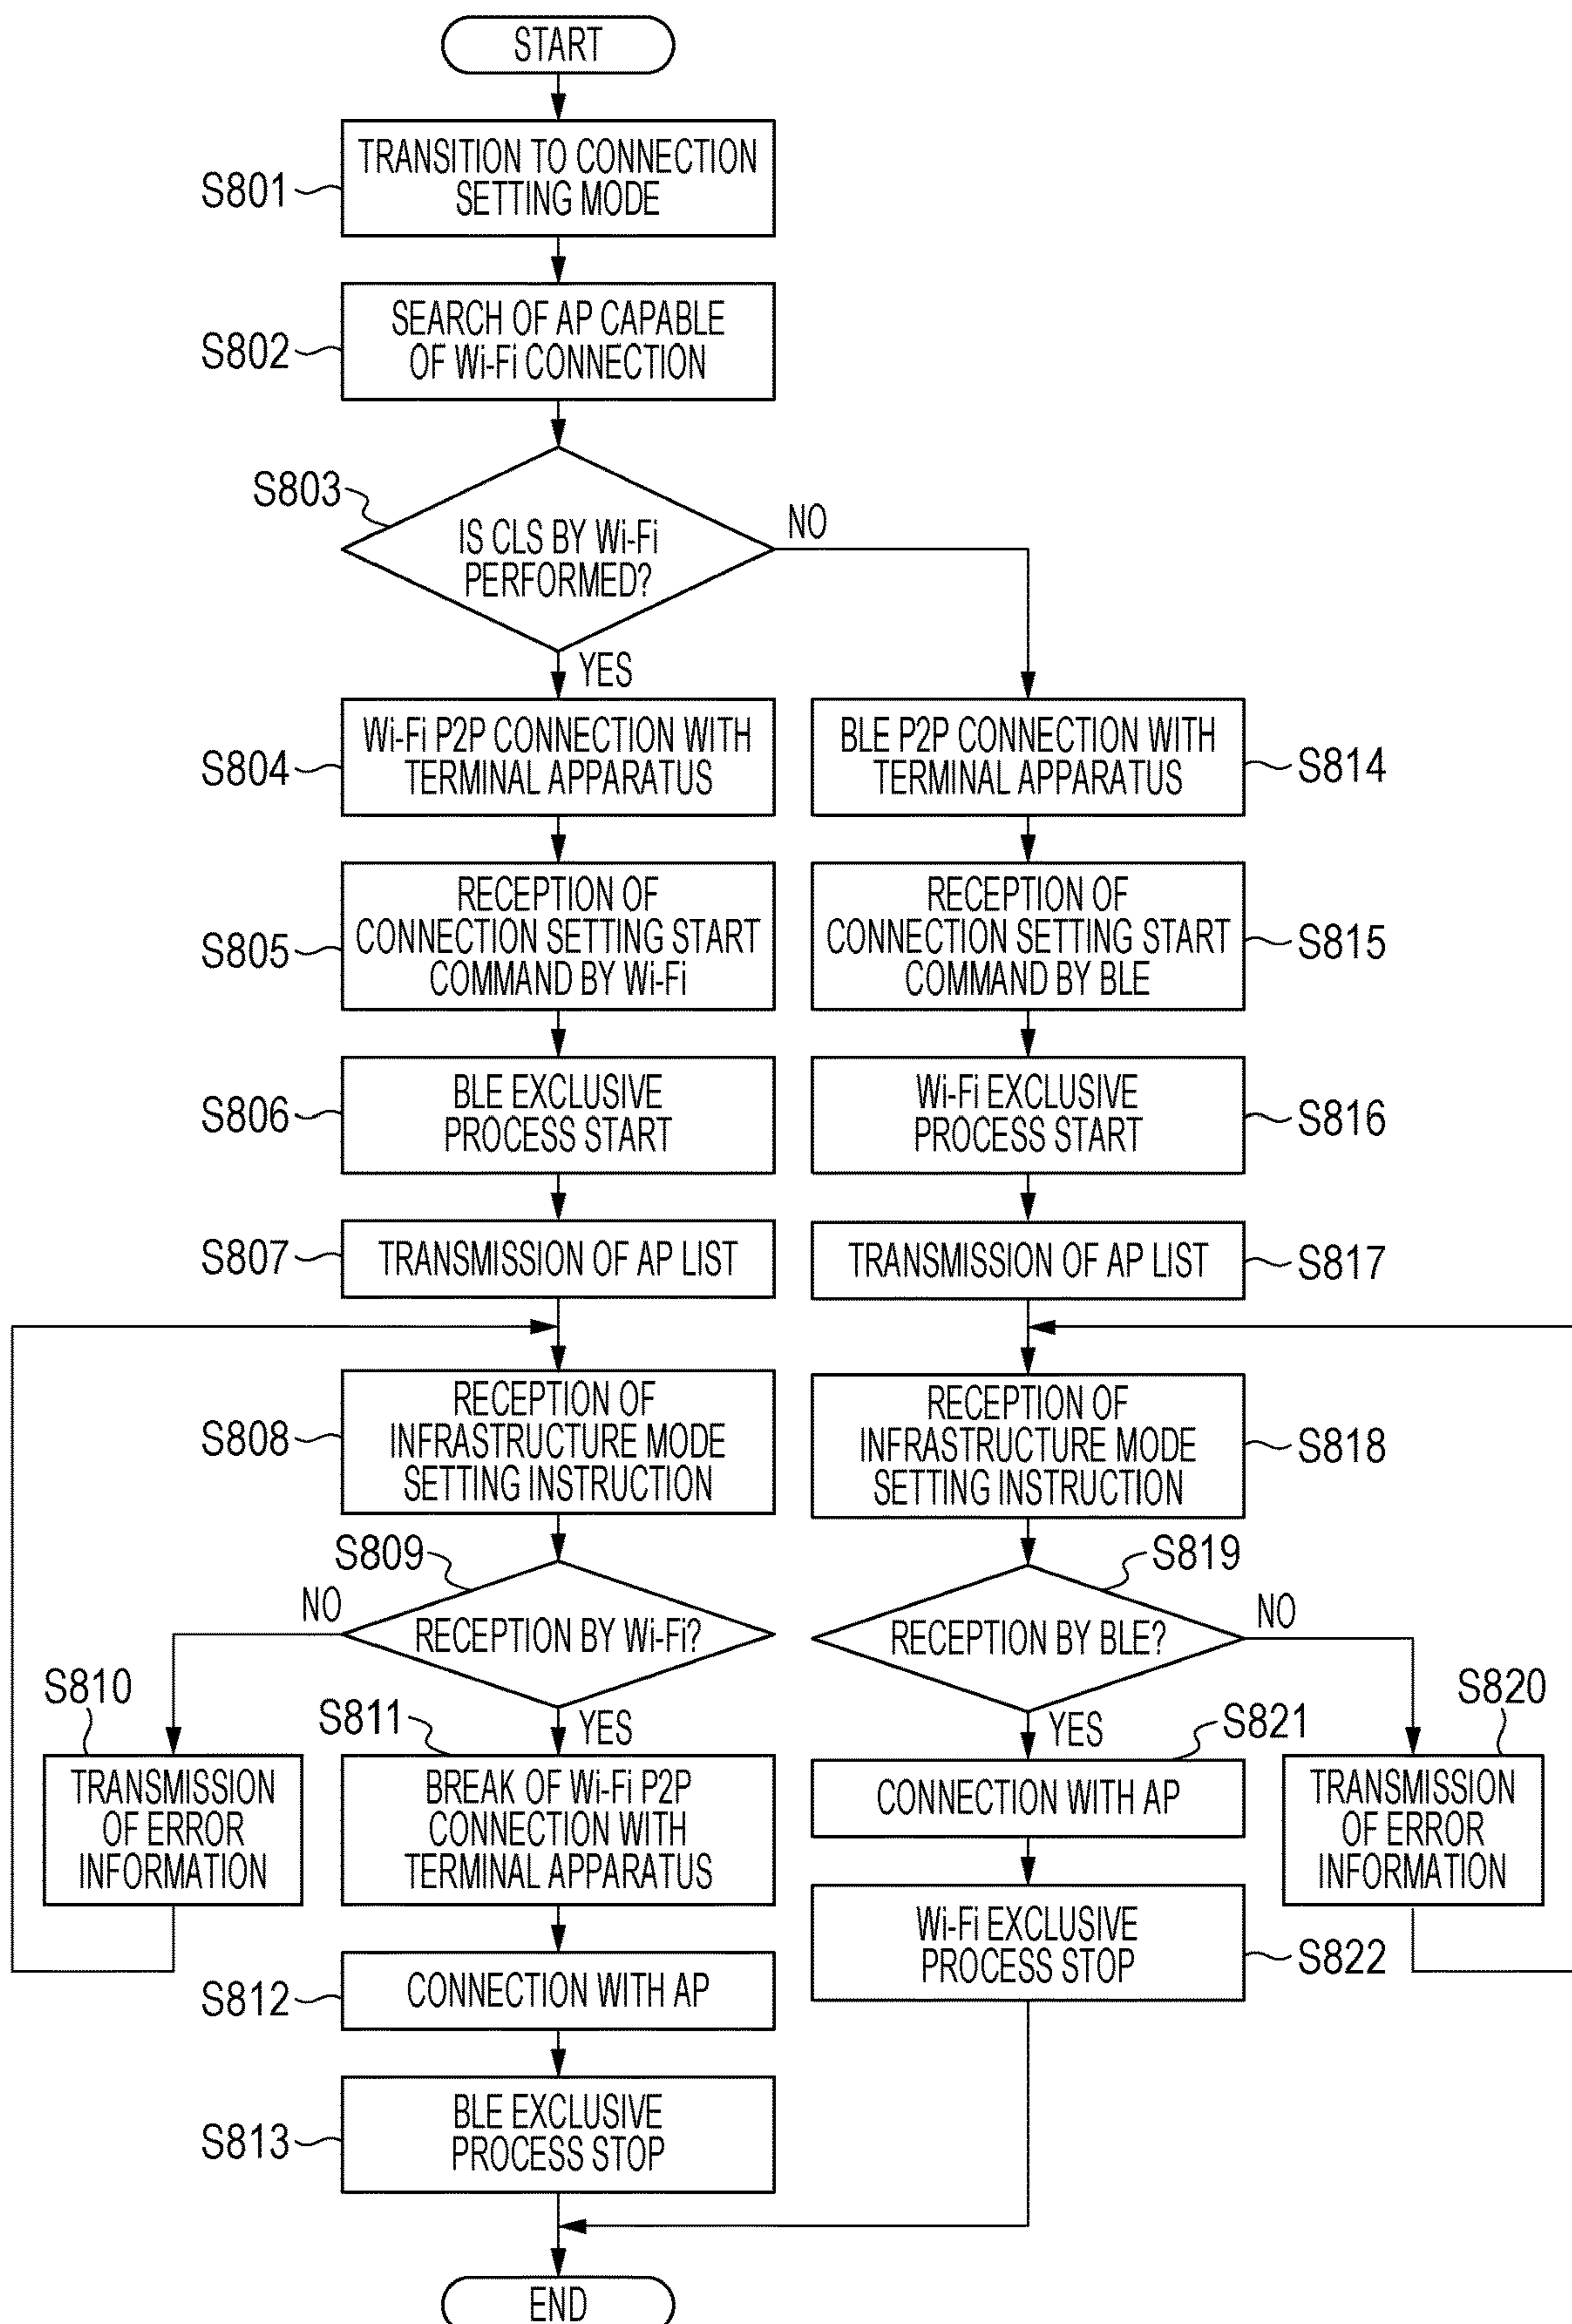 START
S801
TRANSITION TO CONNECTION
SETTING MODE
S802
SEARCH OF AP CAPABLE
OF Wi-Fi CONNECTION
S803
IS CLS BY Wi-Fi
PERFORMED?
NO
YES
S804
Wi-Fi P2P CONNECTION WITH
TERMINAL APPARATUS
BLE P2P CONNECTION WITH
TERMINAL APPARATUS
S814
S805
RECEPTION OF
CONNECTION SETTING START
COMMAND BY Wi-Fi
RECEPTION OF
CONNECTION SETTING START
COMMAND BY BLE
S815
S806
BLE EXCLUSIVE
PROCESS START
Wi-Fi EXCLUSIVE
PROCESS START
S816
S807
TRANSMISSION OF AP LIST
TRANSMISSION OF AP LIST
S817
S808
RECEPTION OF
INFRASTRUCTURE MODE
SETTING INSTRUCTION
RECEPTION OF
INFRASTRUCTURE MODE
SETTING INSTRUCTION
S818
S809
NO
RECEPTION BY Wi-Fi?
YES
S819
RECEPTION BY BLE?
NO
YES
S810
TRANSMISSION
OF ERROR
INFORMATION
S811
BREAK OF Wi-Fi P2P
CONNECTION WITH
TERMINAL APPARATUS
S821
CONNECTION WITH AP
S820
TRANSMISSION
OF ERROR
INFORMATION
Wi-Fi EXCLUSIVE
PROCESS STOP
S822
S812
CONNECTION WITH AP
S813
BLE EXCLUSIVE
PROCESS STOP
END